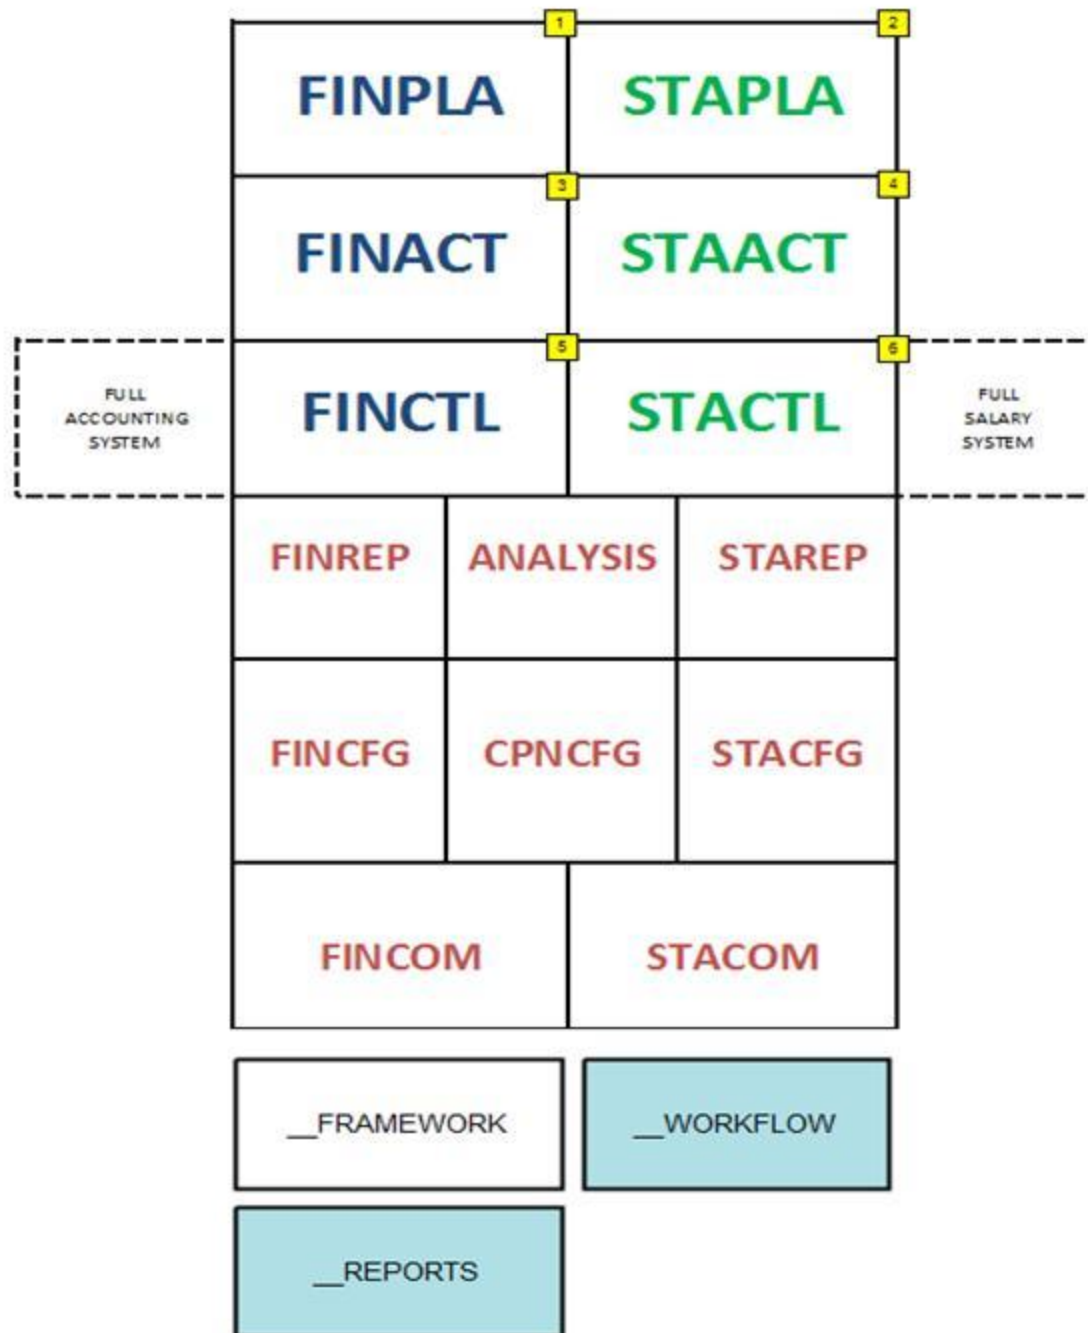 1 2
FINPLA STAPLA
3 4
FINACT STAACT
5 6
FULL
ACCOUNTING
SYSTEM
FINCTL STACTL
FULL
SALARY
SYSTEM
FINREP ANALYSIS STAREP
FINCFG CPNCFG STACFG
FINCOM STACOM
__FRAMEWORK __WORKFLOW
__REPORTS